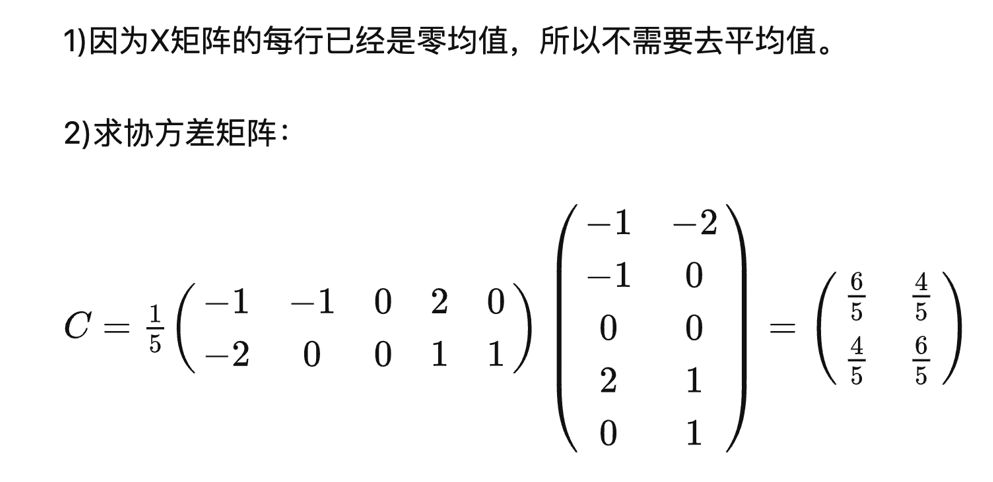 1)因为X矩阵的每行已经是零均值，所以不需要去平均值。
2)求协方差矩阵：
$C = \frac{1}{5} \begin{pmatrix} -1 & -1 & 0 & 2 & 0 \\ -2 & 0 & 0 & 1 & 1 \end{pmatrix} \begin{pmatrix} -1 & -2 \\ -1 & 0 \\ 0 & 0 \\ 2 & 1 \\ 0 & 1 \end{pmatrix} = \begin{pmatrix} \frac{6}{5} & \frac{4}{5} \\ \frac{4}{5} & \frac{6}{5} \end{pmatrix}$